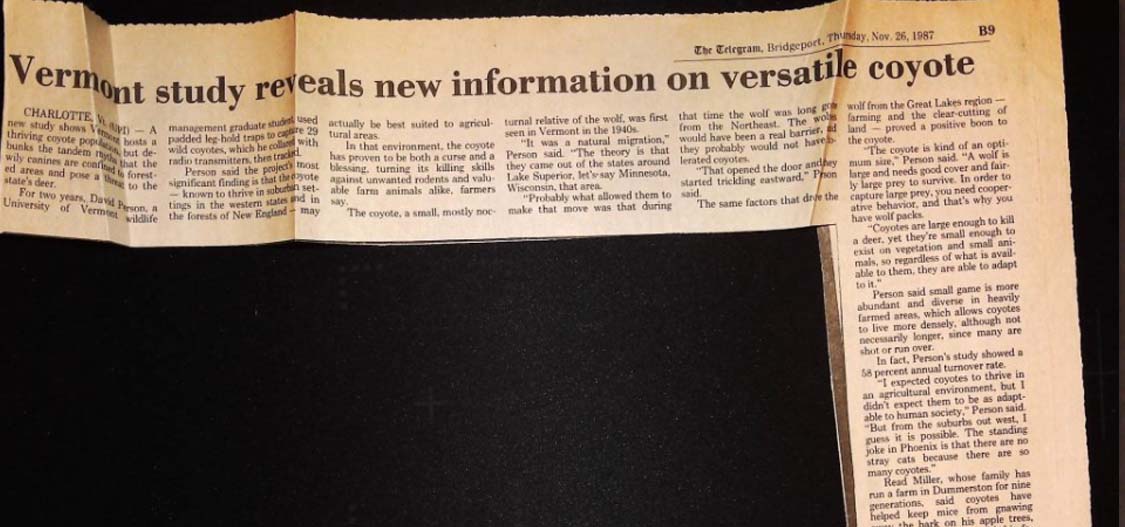 The Telegram, Bridgeport, Thursday, Nov. 26, 1987 B9
Vermont study reveals new information on versatile coyote
CHARLOTTE, Vt. (UPI) — A
new study shows Vermont hosts a
thriving coyote population but de-
bunks the tandem myths that the
wily canines are confined to forest-
ed areas and pose a threat to the
state's deer.
For two years, David Person, a
University of Vermont wildlife
management graduate student used
padded leg-hold traps to capture 29
wild coyotes, which he collared with
radio transmitters, then tracked.
Person said the project's most
significant finding is that the coyote
— known to thrive in suburban set-
tings in the western states and in
the forests of New England — may
actually be best suited to agricul-
tural areas.
In that environment, the coyote
has proven to be both a curse and a
blessing, turning its killing skills
against unwanted rodents and valu-
able farm animals alike, farmers
say.
The coyote, a small, mostly noc-
turnal relative of the wolf, was first
seen in Vermont in the 1940s.
"It was a natural migration,"
Person said. "The theory is that
they came out of the states around
Lake Superior, let's say Minnesota,
Wisconsin, that area.
"Probably what allowed them to
make that move was that during
that time the wolf was long gone
from the Northeast. The wolf
would have been a real barrier,
they probably would not have
lerated coyotes.
"That opened the door and they
started trickling eastward," Person
said.
The same factors that drove the
wolf from the Great Lakes region —
farming and the clear-cutting of
land — proved a positive boon to
the coyote.
"The coyote is kind of an opti-
mum size," Person said. "A wolf is
large and needs good cover and fair-
ly large prey to survive. In order to
capture large prey, you need cooper-
ative behavior, and that's why you
have wolf packs.
"Coyotes are large enough to kill
a deer, yet they're small enough to
exist on vegetation and small ani-
mals, so regardless of what is avail-
able to them, they are able to adapt
to it."
Person said small game is more
abundant and diverse in heavily
farmed areas, which allows coyotes
to live more densely, although not
necessarily longer, since many are
shot or run over.
In fact, Person's study showed a
58 percent annual turnover rate.
"I expected coyotes to thrive in
an agricultural environment, but I
didn't expect them to be as adapt-
able to human society," Person said.
"But from the suburbs out west, I
guess it is possible. The standing
joke in Phoenix is that there are no
stray cats because there are so
many coyotes."
Read Miller, whose family has
run a farm in Dummerston for nine
generations, said coyotes have
helped keep mice from gnawing
the bark on his apple trees,